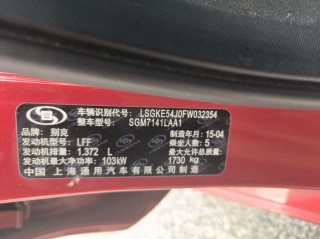 车辆识别代号: LSGKE54J0FW032354
整车型号: SGM7141LAA1
品牌: 别克 制造年月: 15-04
发动机型号: LFF 乘坐人数: 5
发动机排量: 1.372 L 最大允许总质量:
发动机最大净功率: 103kW 1730 kg
中国 上海通用汽车有限公司制造